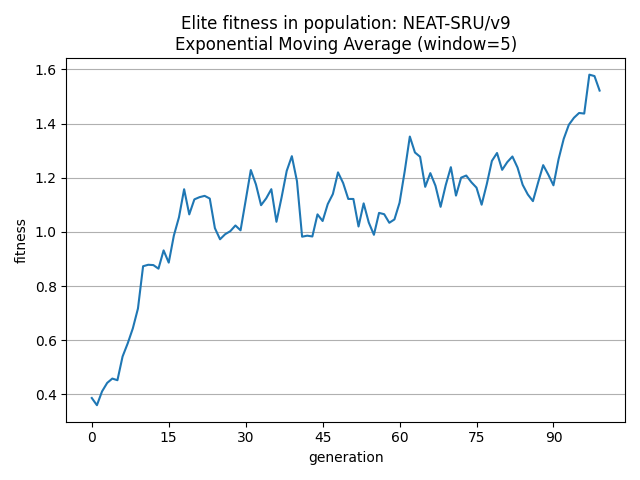 Elite fitness in population: NEAT-SRU/v9
Exponential Moving Average (window=5)
1.6
1.4
1.2
1.0
0.8
0.6
0.4
fitness
0 15 30 45 60 75 90
generation